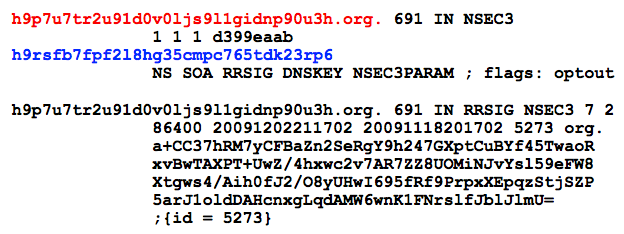 h9p7u7tr2u91d0v0ljs9l1gidnp90u3h.org. 691 IN NSEC3
1 1 1 d399eaab
h9rsfb7fpf2l8hg35cmpc765tdk23rp6
NS SOA RRSIG DNSKEY NSEC3PARAM ; flags: optout
h9p7u7tr2u91d0v0ljs9l1gidnp90u3h.org. 691 IN RRSIG NSEC3 7 2
86400 20091202211702 20091118201702 5273 org.
a+CC37hRM7yCFBaZn2SeRgY9h247GXptCuBYf45TwaoR
xvBwTAXPT+UwZ/4hxwc2v7AR7ZZ8UOMiNJvYsl59eFW8
Xtgws4/Aih0fJ2/O8yUHwI695fRf9PrpxXEpqzStjSZP
5arJ1oldDAHcnxgLqdAMW6wnK1FNrslfJblJlmU=
;{id = 5273}